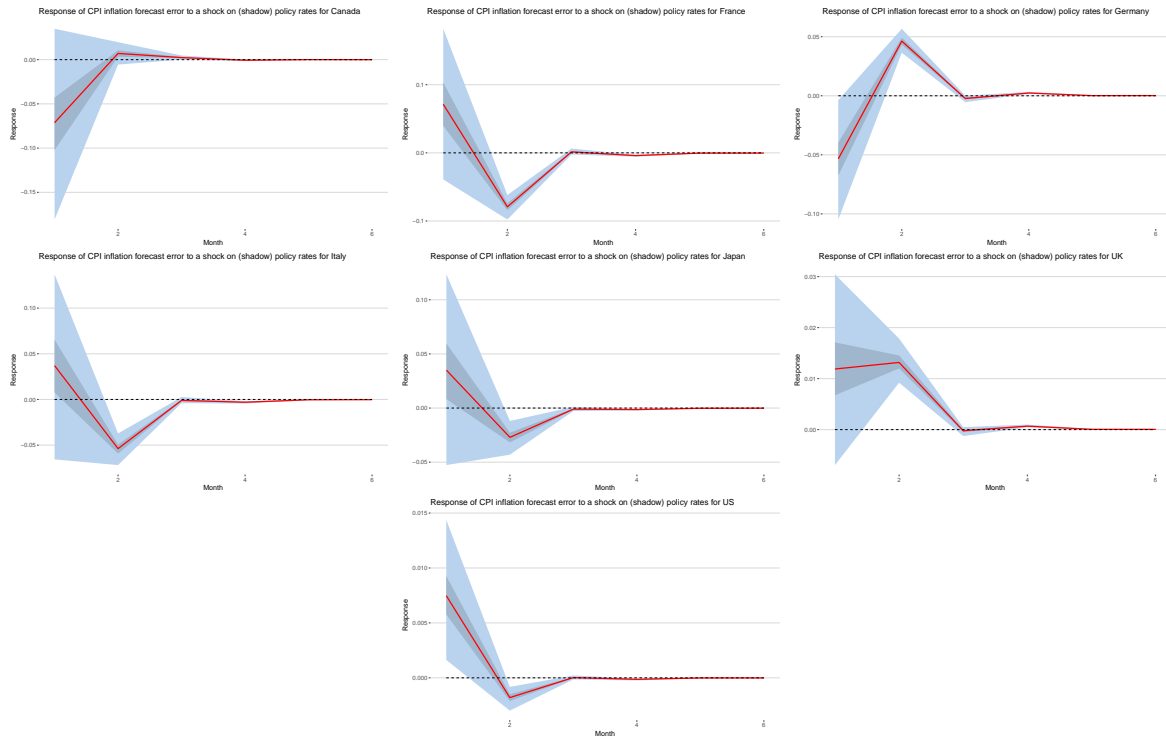 Response of CPI inflation forecast error to a shock on (shadow) policy rates for Canada
0.00
−0.05
−0.10
−0.15
Response
2
4
6
Month
Response of CPI inflation forecast error to a shock on (shadow) policy rates for France
0.1
0.0
−0.1
Response
2
4
6
Month
Response of CPI inflation forecast error to a shock on (shadow) policy rates for Germany
0.05
0.00
−0.05
−0.10
Response
2
4
6
Month
Response of CPI inflation forecast error to a shock on (shadow) policy rates for Italy
0.10
0.05
0.00
−0.05
Response
2
4
6
Month
Response of CPI inflation forecast error to a shock on (shadow) policy rates for Japan
0.10
0.05
0.00
−0.05
Response
2
4
6
Month
Response of CPI inflation forecast error to a shock on (shadow) policy rates for UK
0.03
0.02
0.01
0.00
Response
2
4
6
Month
Response of CPI inflation forecast error to a shock on (shadow) policy rates for US
0.015
0.010
0.005
0.000
Response
2
4
6
Month